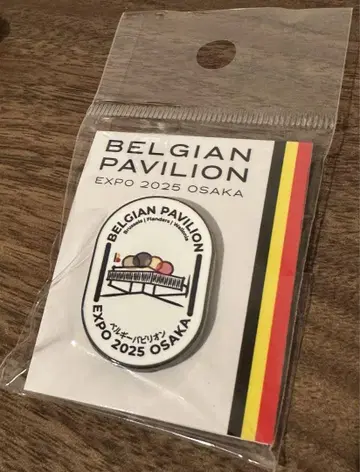 BELGIAN
PAVILION
EXPO 2025 OSAKA
BELGIAN PAVILION
Brussels | Flanders | Wallonia
ベルギーパビリオン
EXPO 2025 OSAKA